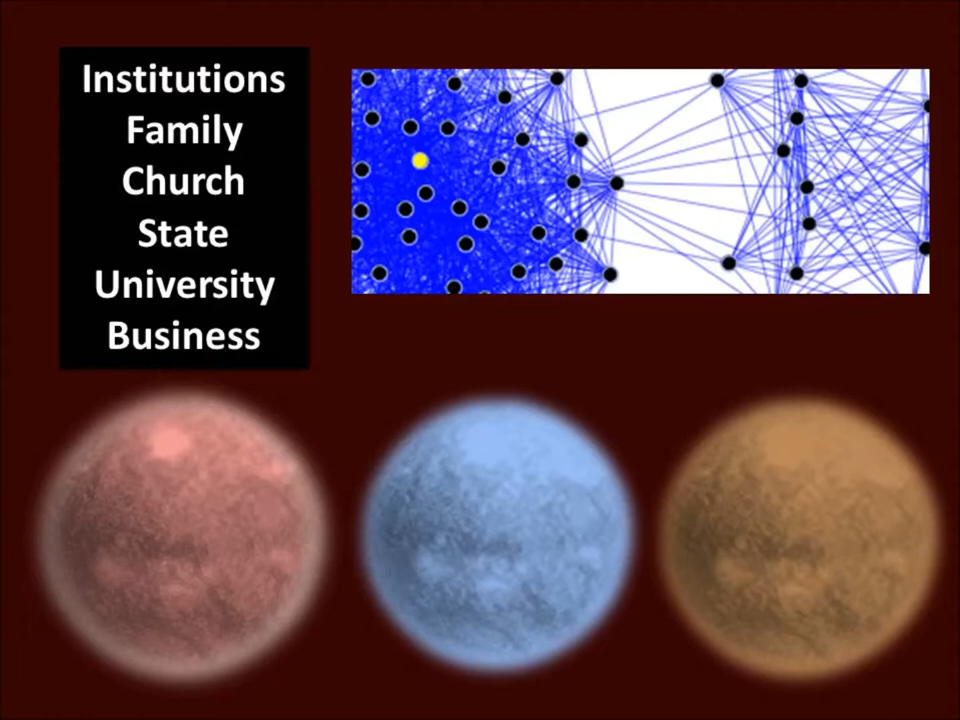 Institutions
Family
Church
State
University
Business